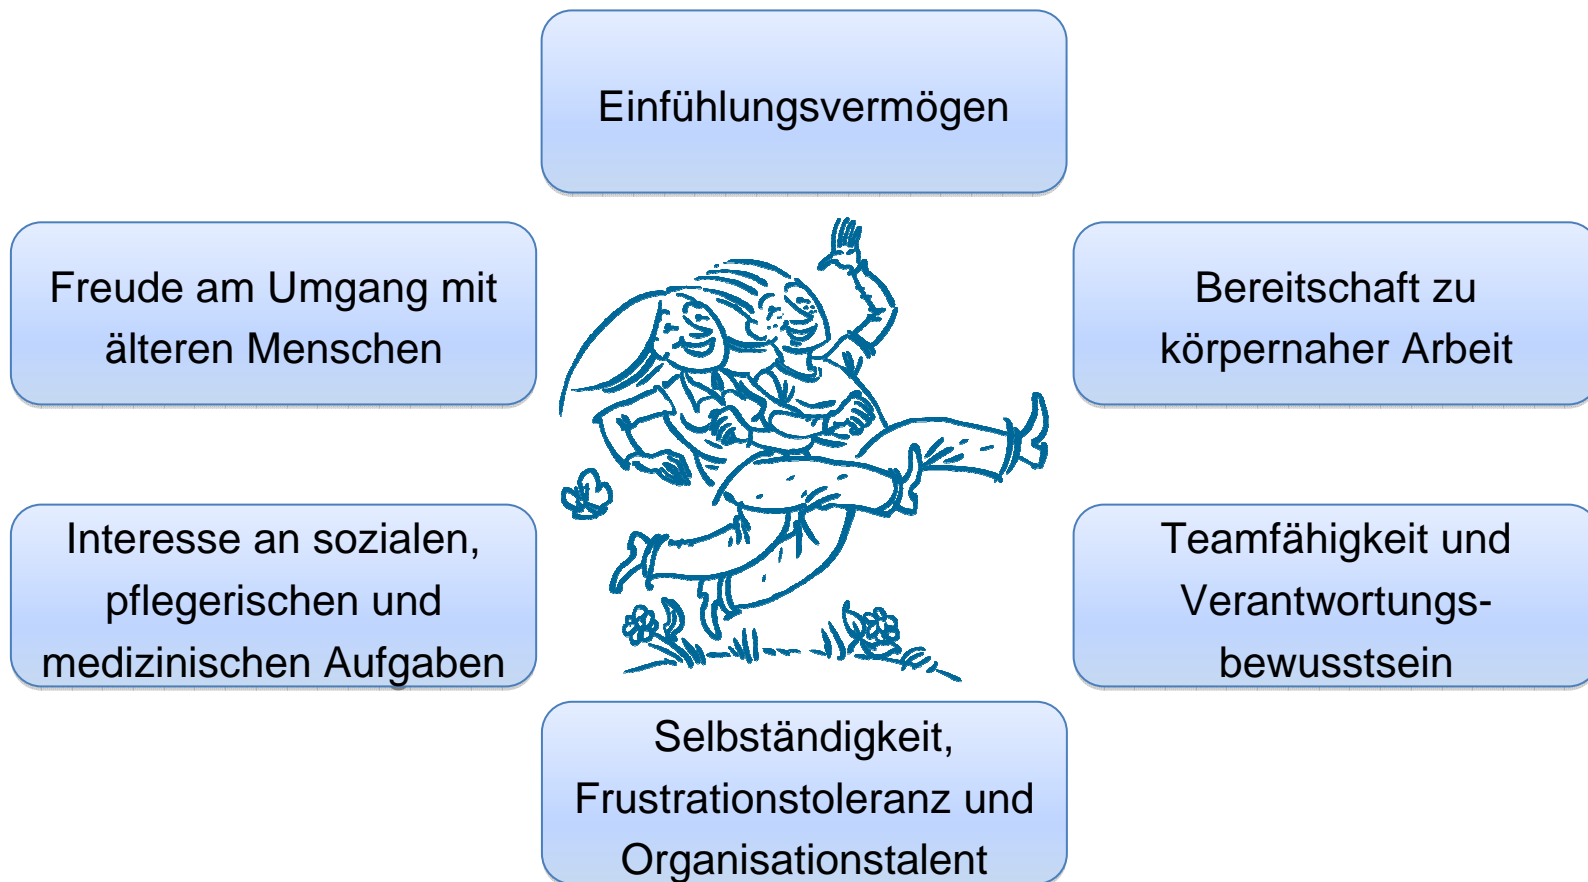 Einfühlungsvermögen
Freude am Umgang mit
älteren Menschen
Bereitschaft zu
körpernaher Arbeit
Interesse an sozialen,
pflegerischen und
medizinischen Aufgaben
Teamfähigkeit und
Verantwortungs-
bewusstsein
Selbständigkeit,
Frustrationstoleranz und
Organisationstalent